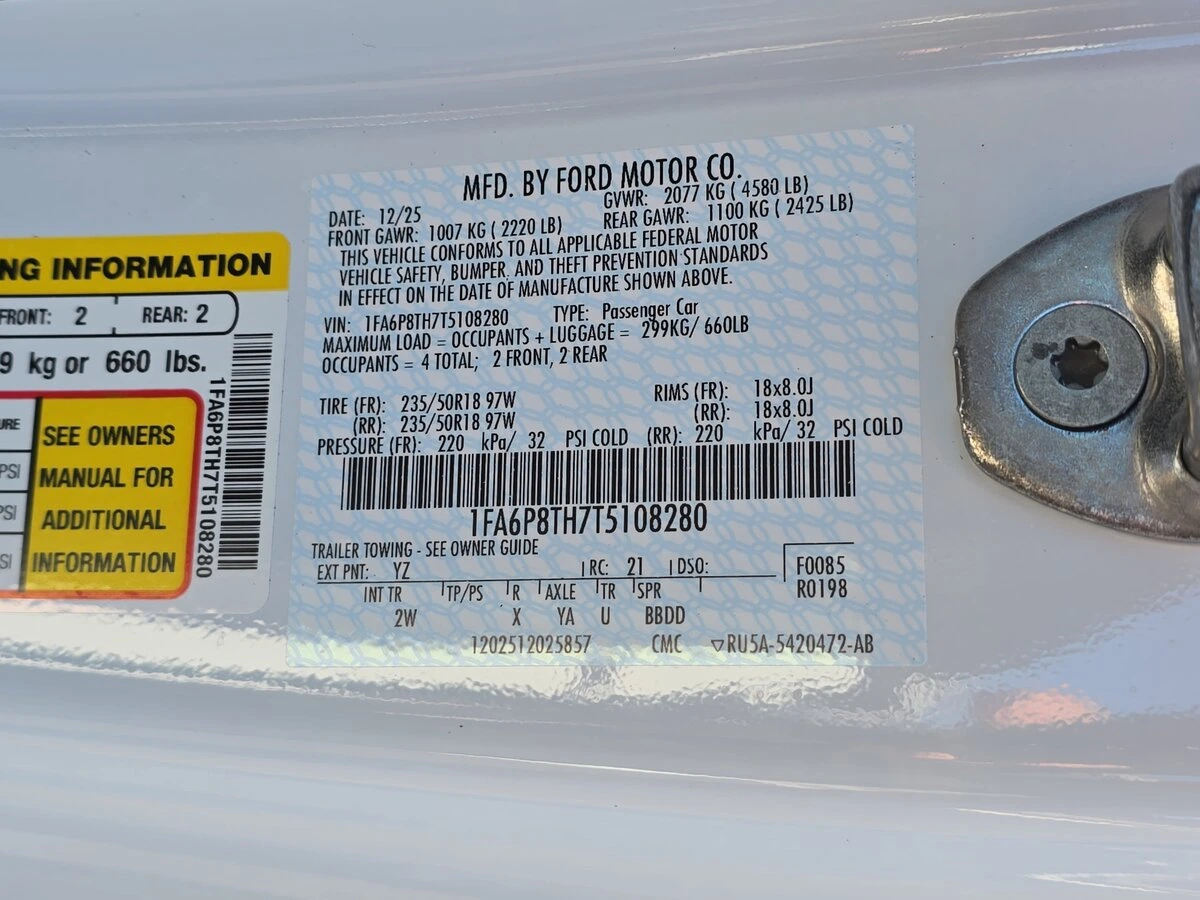 NG INFORMATION
FRONT: 2 REAR: 2
9 kg or 660 lbs.
URE
PSI
PSI
SI
SEE OWNERS
MANUAL FOR
ADDITIONAL
INFORMATION
1FA6P8TH7T5108280
MFD. BY FORD MOTOR CO.
DATE: 12/25 GVWR: 2077 KG ( 4580 LB)
FRONT GAWR: 1007 KG ( 2220 LB) REAR GAWR: 1100 KG ( 2425 LB)
THIS VEHICLE CONFORMS TO ALL APPLICABLE FEDERAL MOTOR
VEHICLE SAFETY, BUMPER, AND THEFT PREVENTION STANDARDS
IN EFFECT ON THE DATE OF MANUFACTURE SHOWN ABOVE.
VIN: 1FA6P8TH7T5108280 TYPE: Passenger Car
MAXIMUM LOAD = OCCUPANTS + LUGGAGE = 299KG/ 660LB
OCCUPANTS = 4 TOTAL; 2 FRONT, 2 REAR
TIRE (FR): 235/50R18 97W RIMS (FR): 18x8.0J
(RR): 235/50R18 97W (RR): 18x8.0J
PRESSURE (FR): 220 kPa/ 32 PSI COLD (RR): 220 kPa/ 32 PSI COLD
1FA6P8TH7T5108280
TRAILER TOWING - SEE OWNER GUIDE
EXT PNT: YZ RC: 21 DSO: F0085
R0198
INT TR TP/PS R AXLE TR SPR
2W X YA U BBDD
1202512025857 CMC ▽RU5A-5420472-AB